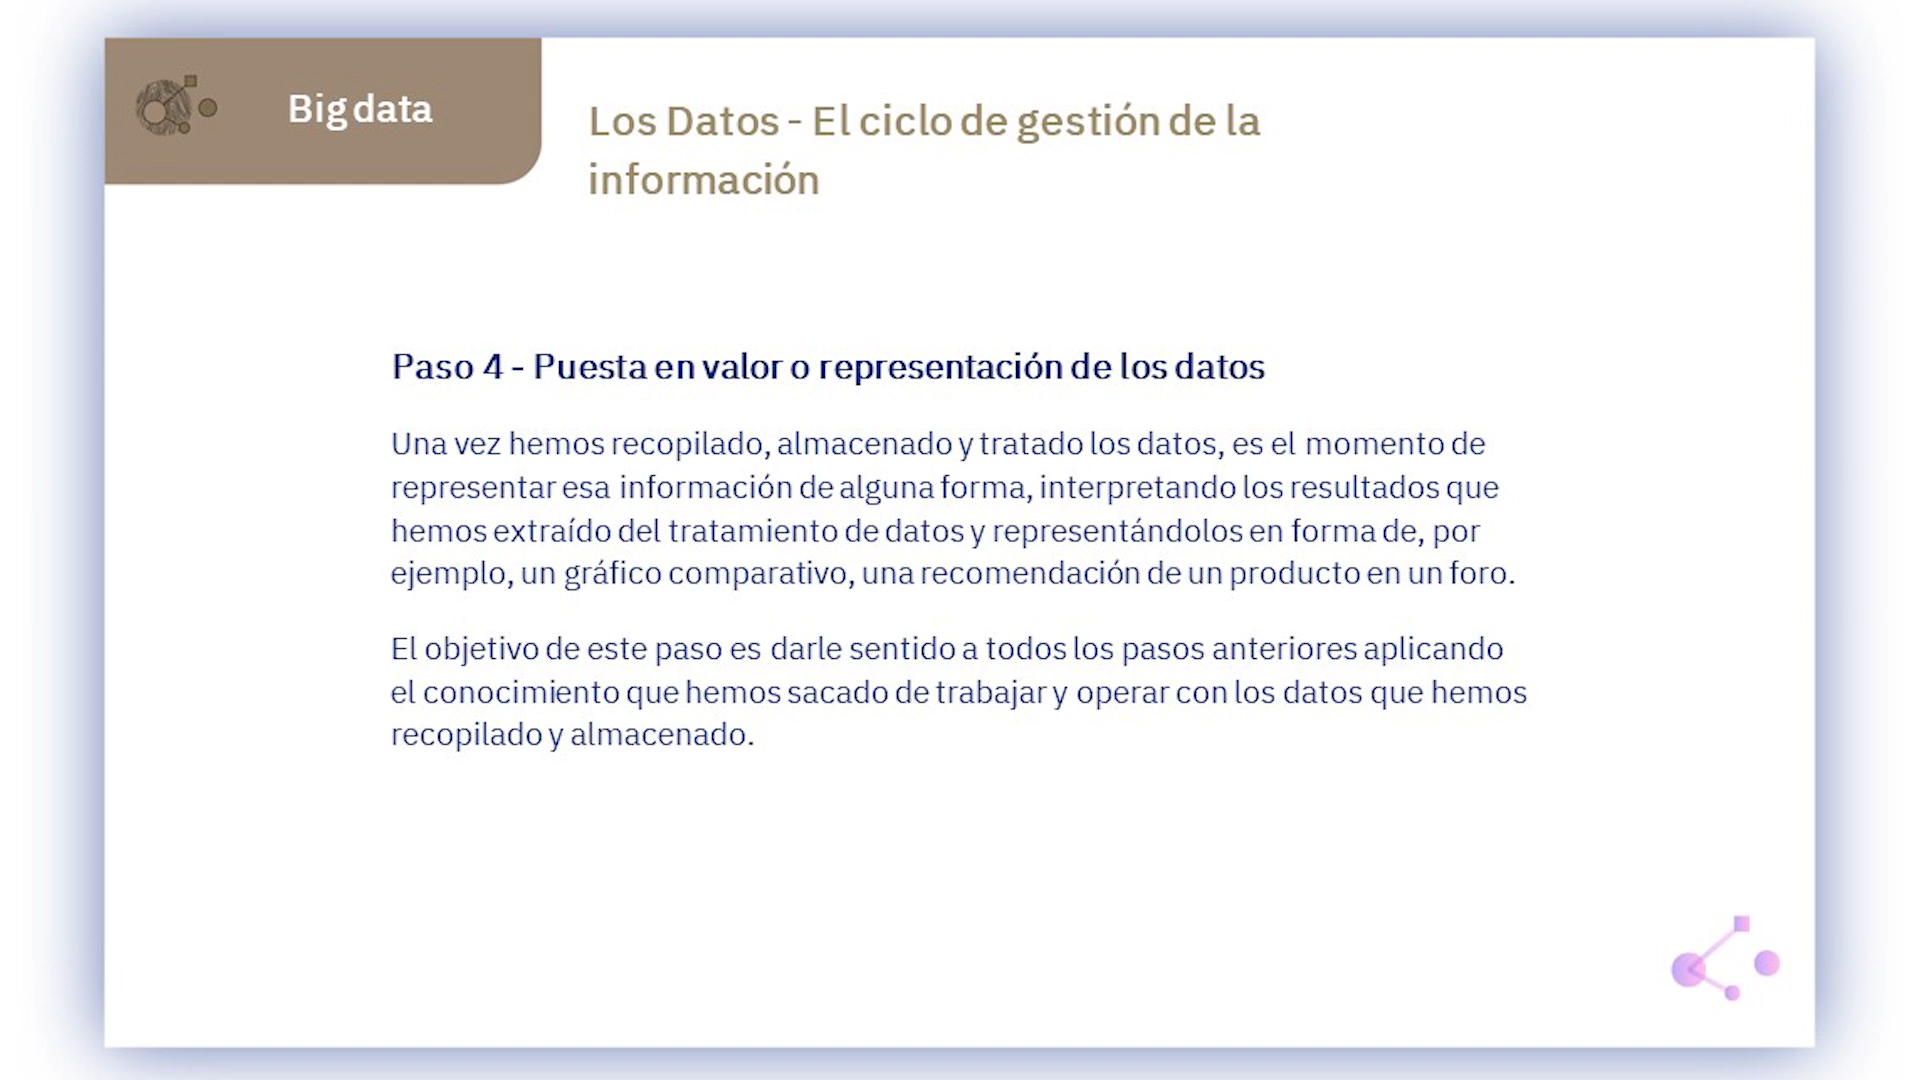 Big data
Los Datos - El ciclo de gestión de la
información
Paso 4 - Puesta en valor o representación de los datos
Una vez hemos recopilado, almacenado y tratado los datos, es el momento de
representar esa información de alguna forma, interpretando los resultados que
hemos extraído del tratamiento de datos y representándolos en forma de, por
ejemplo, un gráfico comparativo, una recomendación de un producto en un foro.
El objetivo de este paso es darle sentido a todos los pasos anteriores aplicando
el conocimiento que hemos sacado de trabajar y operar con los datos que hemos
recopilado y almacenado.